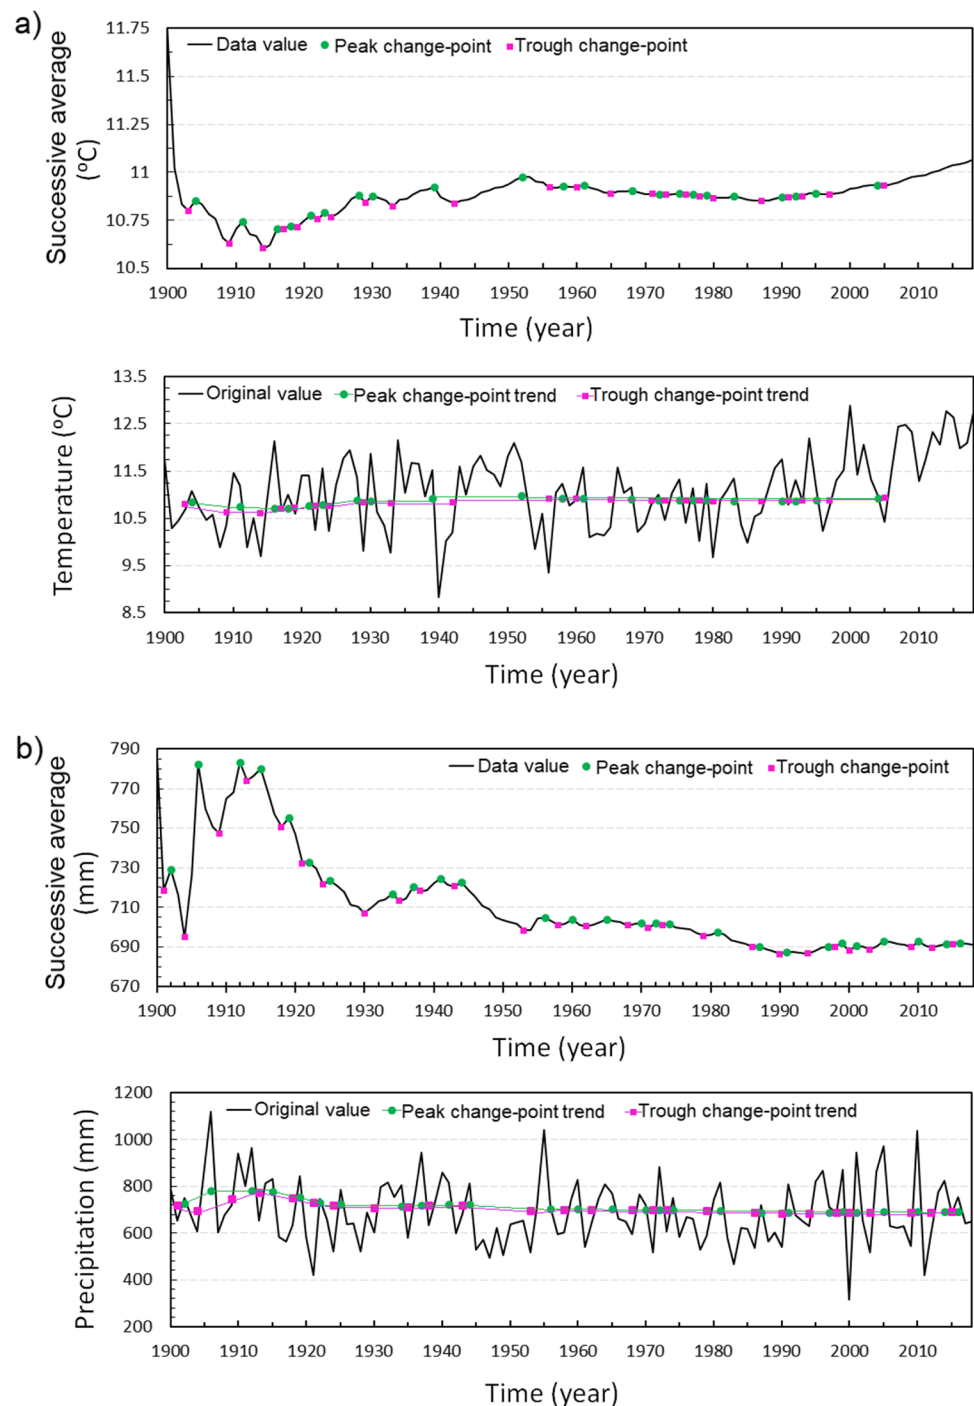 a)
11.75
11.5
11.25
11
10.75
10.5
Successive average
(ºC)
Data value Peak change-point Trough change-point
1900 1910 1920 1930 1940 1950 1960 1970 1980 1990 2000 2010
Time (year)
13.5
12.5
11.5
10.5
9.5
8.5
Temperature (ºC)
Original value Peak change-point trend Trough change-point trend
1900 1910 1920 1930 1940 1950 1960 1970 1980 1990 2000 2010
Time (year)
b)
790
770
750
730
710
690
670
Successive average
(mm)
Data value Peak change-point Trough change-point
1900 1910 1920 1930 1940 1950 1960 1970 1980 1990 2000 2010
Time (year)
1200
1000
800
600
400
200
Precipitation (mm)
Original value Peak change-point trend Trough change-point trend
1900 1910 1920 1930 1940 1950 1960 1970 1980 1990 2000 2010
Time (year)